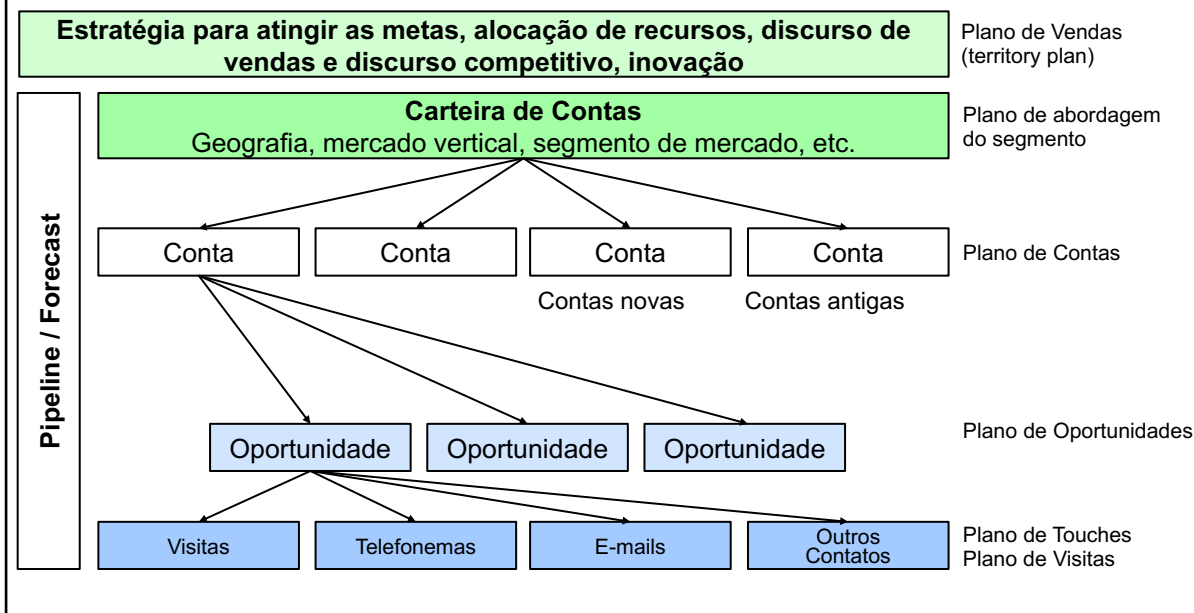 Estratégia para atingir as metas, alocação de recursos, discurso de
vendas e discurso competitivo, inovação
Plano de Vendas
(territory plan)
Pipeline / Forecast
Carteira de Contas
Geografia, mercado vertical, segmento de mercado, etc.
Plano de abordagem
do segmento
Conta
Conta
Conta
Conta
Plano de Contas
Contas novas
Contas antigas
Oportunidade
Oportunidade
Oportunidade
Plano de Oportunidades
Visitas
Telefonemas
E-mails
Outros
Contatos
Plano de Touches
Plano de Visitas